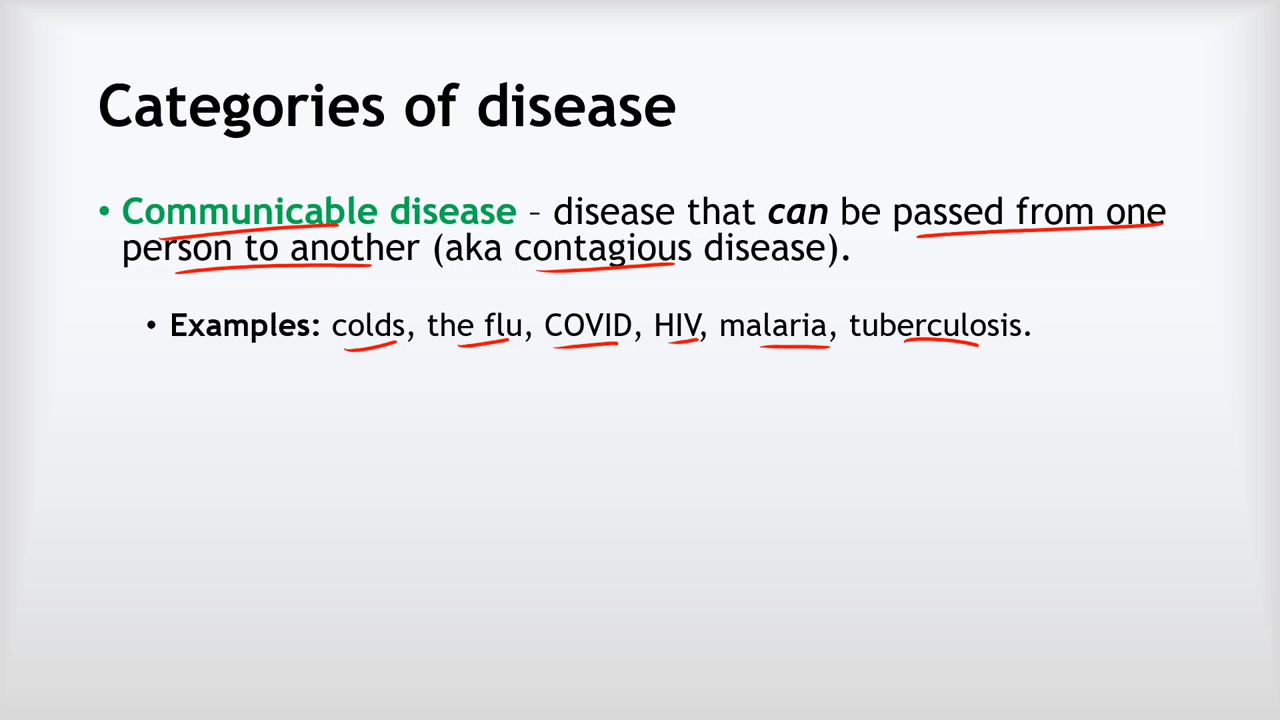 Categories of disease
• Communicable disease – disease that can be passed from one
person to another (aka contagious disease).
• Examples: colds, the flu, COVID, HIV, malaria, tuberculosis.